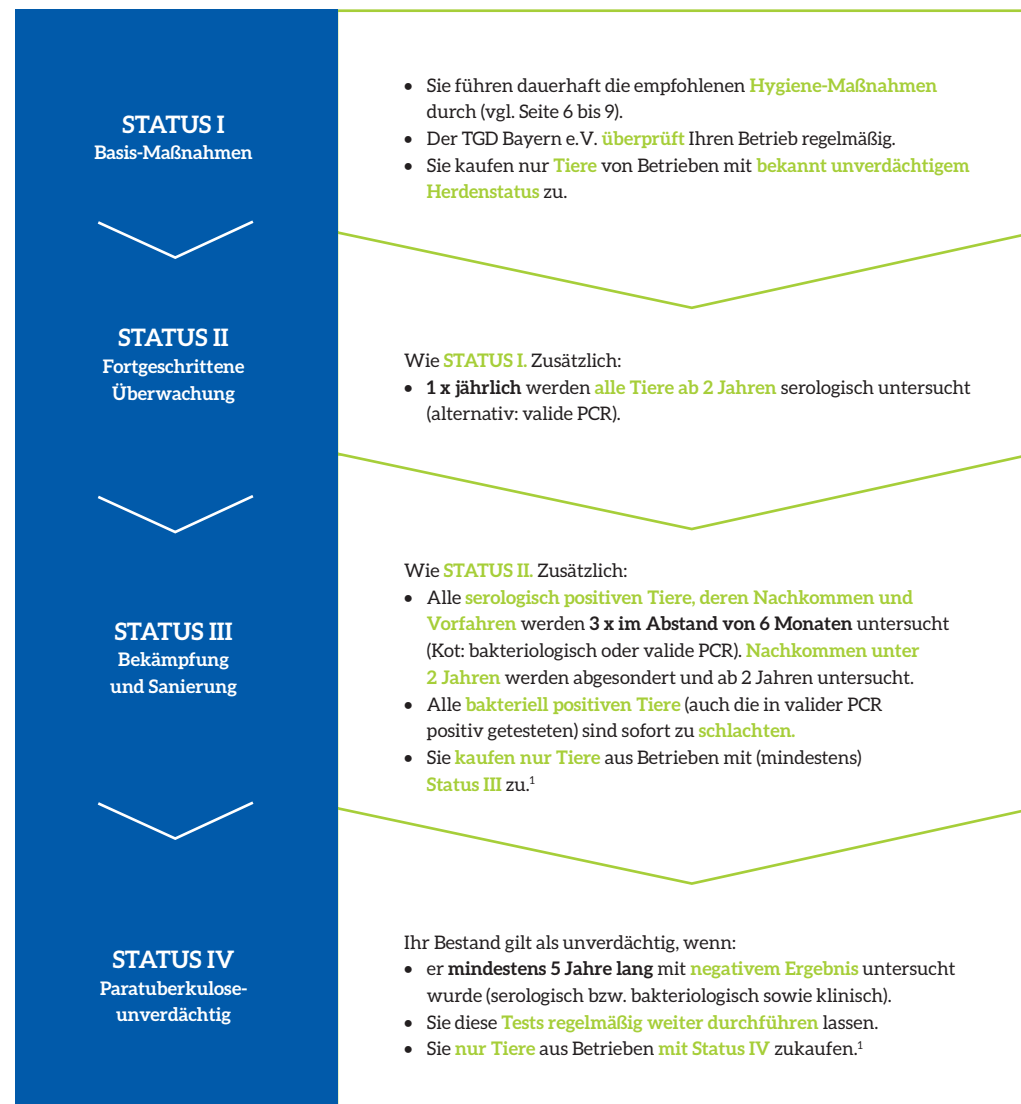 STATUS I
Basis-Maßnahmen
• Sie führen dauerhaft die empfohlenen Hygiene-Maßnahmen
durch (vgl. Seite 6 bis 9).
• Der TGD Bayern e.V. überprüft Ihren Betrieb regelmäßig.
• Sie kaufen nur Tiere von Betrieben mit bekannt unverdächtigem
Herdenstatus zu.
STATUS II
Fortgeschrittene
Überwachung
Wie STATUS I. Zusätzlich:
• 1 x jährlich werden alle Tiere ab 2 Jahren serologisch untersucht
(alternativ: valide PCR).
STATUS III
Bekämpfung
und Sanierung
Wie STATUS II. Zusätzlich:
• Alle serologisch positiven Tiere, deren Nachkommen und
Vorfahren werden 3 x im Abstand von 6 Monaten untersucht
(Kot: bakteriologisch oder valide PCR). Nachkommen unter
2 Jahren werden abgesondert und ab 2 Jahren untersucht.
• Alle bakteriell positiven Tiere (auch die in valider PCR
positiv getesteten) sind sofort zu schlachten.
• Sie kaufen nur Tiere aus Betrieben mit (mindestens)
Status III zu.¹
STATUS IV
Paratuberkulose-
unverdächtig
Ihr Bestand gilt als unverdächtig, wenn:
• er mindestens 5 Jahre lang mit negativem Ergebnis untersucht
wurde (serologisch bzw. bakteriologisch sowie klinisch).
• Sie diese Tests regelmäßig weiter durchführen lassen.
• Sie nur Tiere aus Betrieben mit Status IV zukaufen.¹